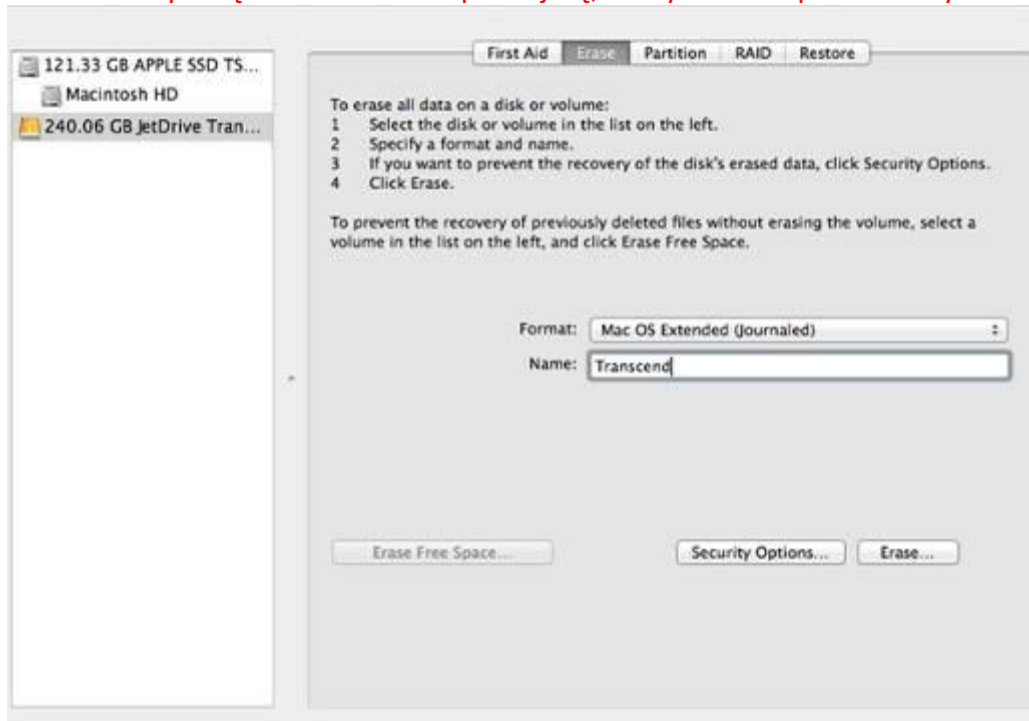 121.33 GB APPLE SSD TS...
Macintosh HD
240.06 GB JetDrive Tran...
First Aid Erase Partition RAID Restore
To erase all data on a disk or volume:
1 Select the disk or volume in the list on the left.
2 Specify a format and name.
3 If you want to prevent the recovery of the disk's erased data, click Security Options.
4 Click Erase.
To prevent the recovery of previously deleted files without erasing the volume, select a
volume in the list on the left, and click Erase Free Space.
Format: Mac OS Extended (Journaled)
Name: Transcend
Erase Free Space... Security Options... Erase...